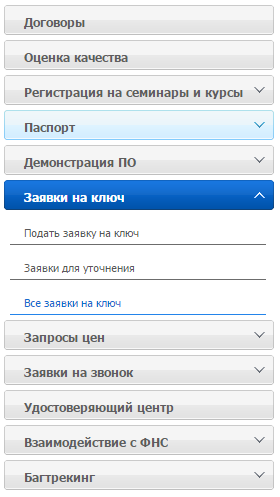 Договоры
Оценка качества
Регистрация на семинары и курсы
Паспорт
Демонстрация ПО
Заявки на ключ
Подать заявку на ключ
Заявки для уточнения
Все заявки на ключ
Запросы цен
Заявки на звонок
Удостоверяющий центр
Взаимодействие с ФНС
Багтрекинг